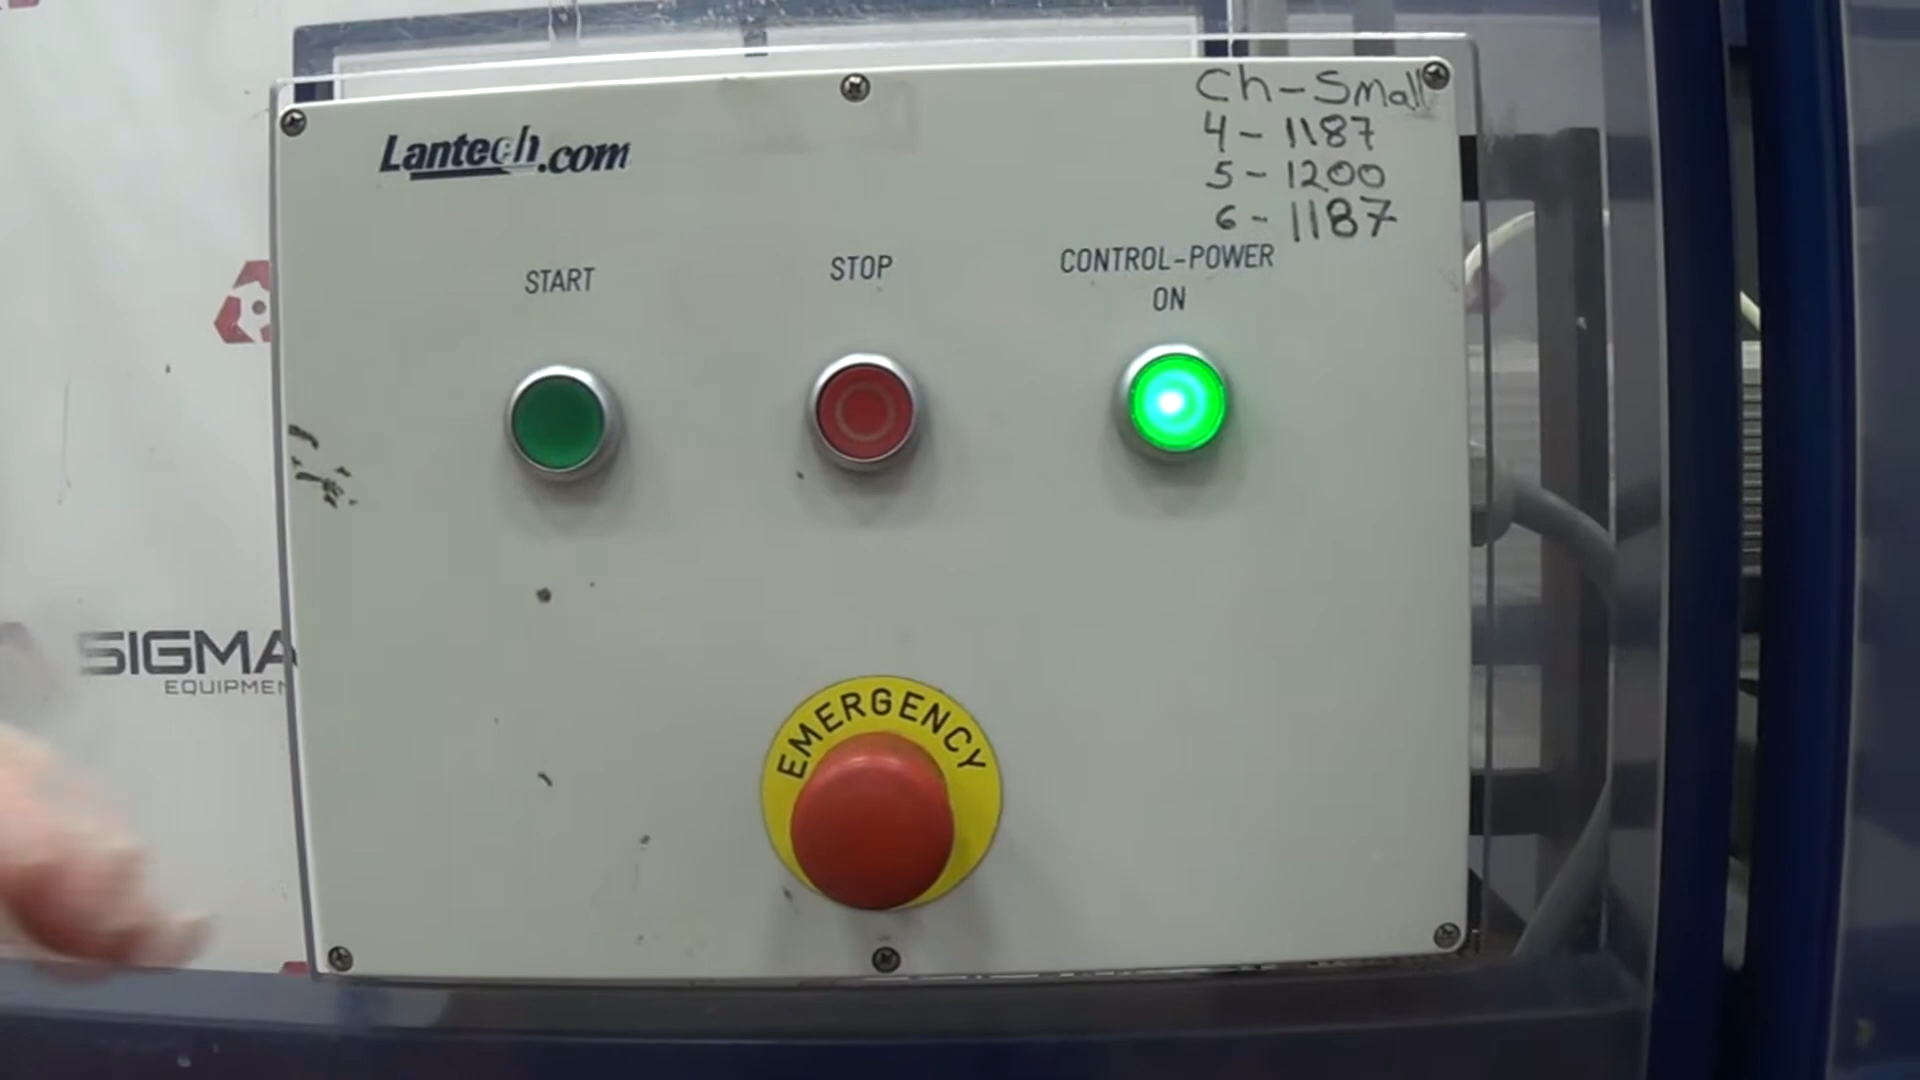 Ch-Small
4-1187
5-1200
6-1187
Lantech.com
START
STOP
CONTROL-POWER
ON
SIGMA
EQUIPMEN
EMERGENCY